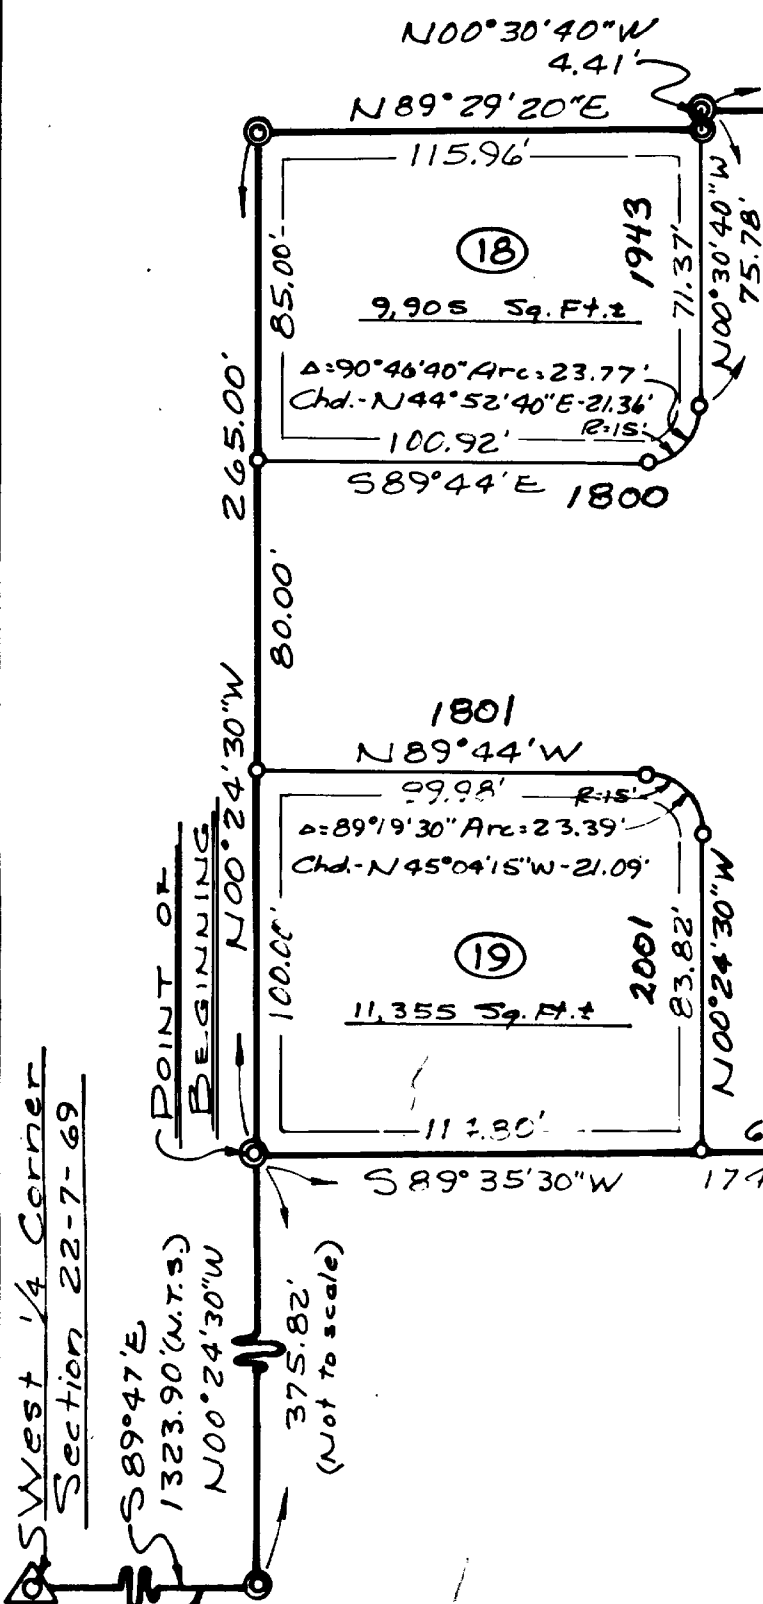 N00°30'40"W
4.41'
N89°29'20"E
115.96'
18
9,905 Sq.Ft.±
1943
71.37'
N00°30'40"W
75.78'
85.00'
Δ=90°46'40" Arc=23.77'
Chd.-N44°52'40"E-21.36'
R=15'
100.92'
S89°44'E
1800
265.00'
80.00'
N00°24'30"W
1801
N89°44'W
99.98'
R=15'
Δ=89°19'30" Arc=23.39'
Chd.-N45°04'15"W-21.09'
19
11,355 Sq.Ft.±
2001
83.82'
N00°24'30"W
100.00'
POINT OF
BEGINNING
S89°35'30"W
174
West 1/4 Corner
Section 22-7-69
S89°47'E
1323.90'(N.T.S.)
N00°24'30"W
375.82'
(Not to scale)